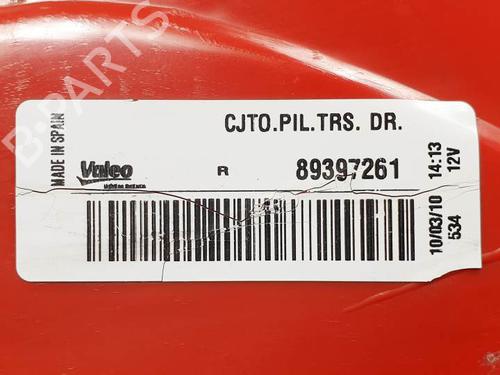 CJTO.PIL.TRS. DR.
MADE IN SPAIN
Valeo
R
89397261
10/03/10 14:13
534 12V
B-PARTS